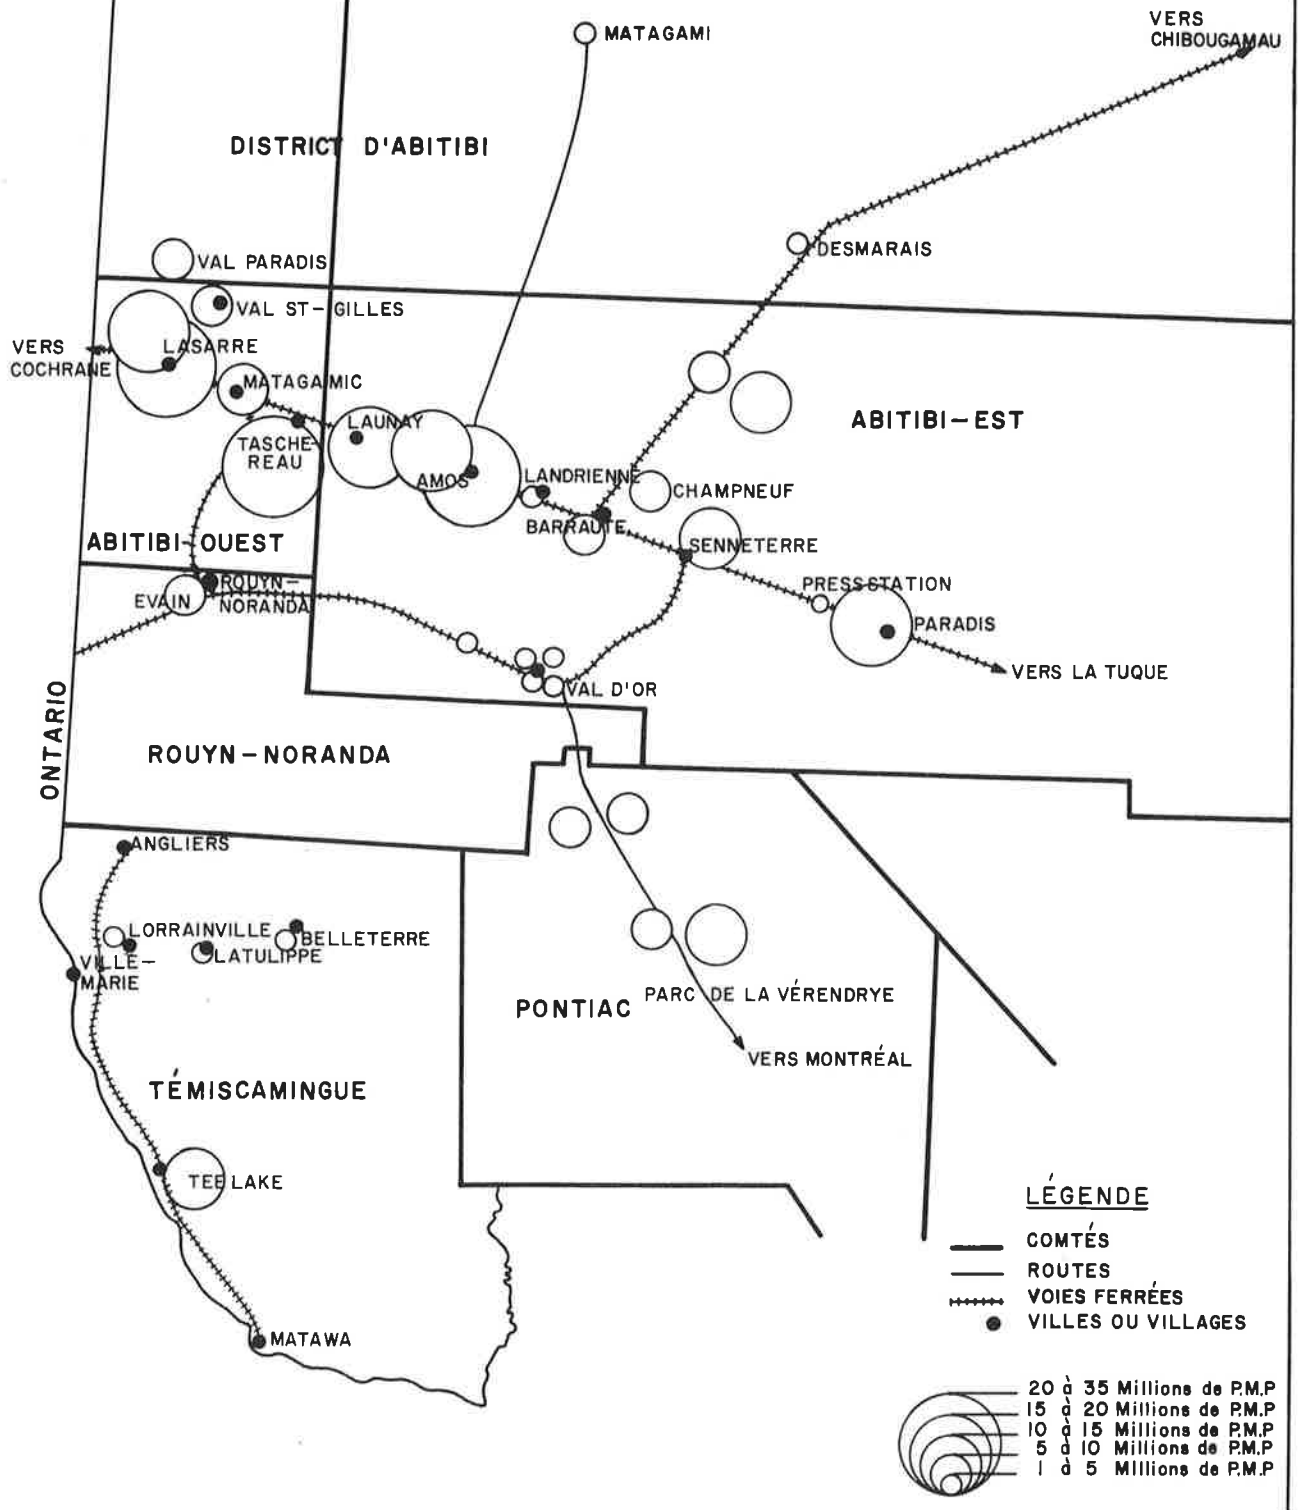 MATAGAMI
VERS
CHIBOUGAMAU
DISTRICT D'ABITIBI
DESMARAIS
VAL PARADIS
VAL ST-GILLES
VERS
COCHRANE
LASARRE
MATAGAMIC
LAUNAY
TASCHE-
REAU
AMOS
LANDRIENNE
CHAMPNEUF
ABITIBI-EST
BARRAUTE
SENNETERRE
ABITIBI-OUEST
PRESS STATION
ROUYN-
NORANDA
EVAIN
PARADIS
VERS LA TUQUE
VAL D'OR
ONTARIO
ROUYN-NORANDA
ANGLIERS
LORRAINVILLE
BELLETERRE
LATULIPPE
VILLE-
MARIE
PONTIAC
PARC DE LA VÉRENDRYE
VERS MONTRÉAL
TÉMISCAMINGUE
TEE LAKE
MATAWA
LÉGENDE
COMTÉS
ROUTES
VOIES FERRÉES
VILLES OU VILLAGES
20 à 35 Millions de P.M.P
15 à 20 Millions de P.M.P
10 à 15 Millions de P.M.P
5 à 10 Millions de P.M.P
1 à 5 Millions de P.M.P